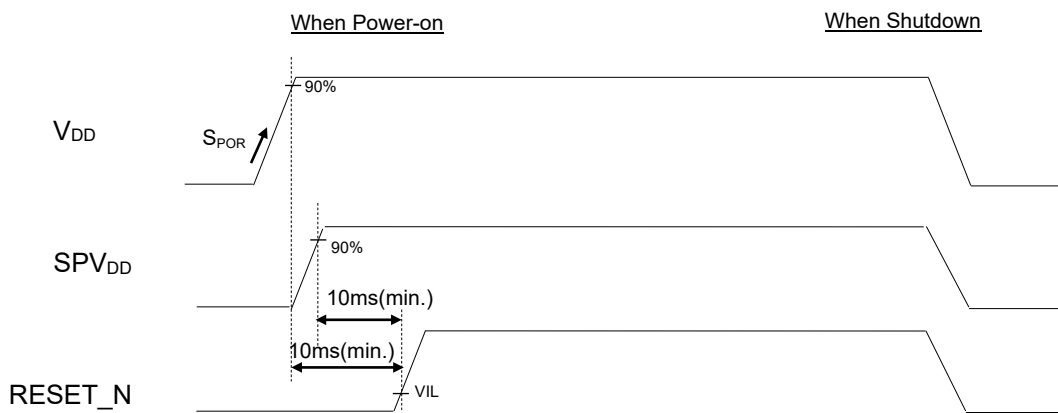 When Power-on
When Shutdown
90%
VDD
SPOR
90%
SPVDD
10ms(min.)
10ms(min.)
VIL
RESET_N